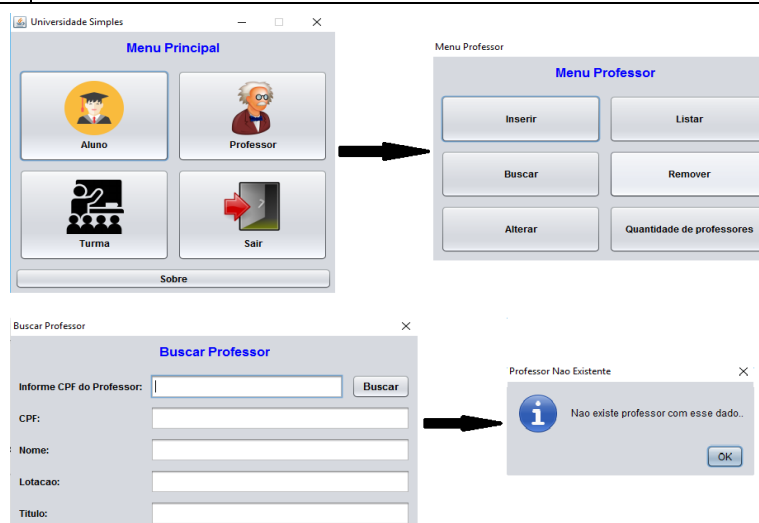 Universidade Simples
Menu Principal
Aluno
Professor
Turma
Sair
Sobre
Menu Professor
Menu Professor
Inserir
Listar
Buscar
Remover
Alterar
Quantidade de professores
Buscar Professor
Buscar Professor
Informe CPF do Professor:
Buscar
CPF:
Nome:
Lotacao:
Titulo:
Professor Nao Existente
Nao existe professor com esse dado..
OK